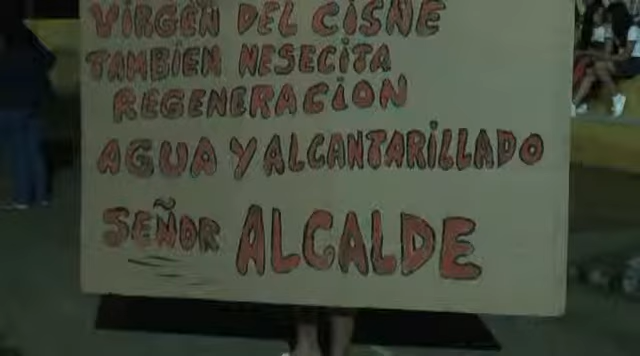 VIRGEN DEL CISNE
TAMBIEN NESECITA
REGENERACION
AGUA Y ALCANTARILLADO
SEÑOR ALCALDE